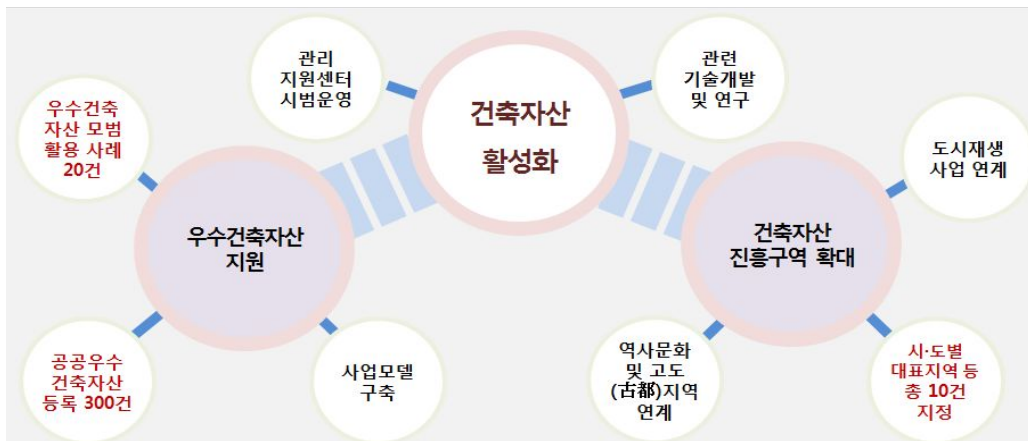 관리
지원센터
시범운영
건축자산
활성화
관련
기술개발
및 연구
우수건축
자산 모범
활용 사례
20건
우수건축자산
지원
공공우수
건축자산
등록 300건
사업모델
구축
도시재생
사업 연계
건축자산
진흥구역 확대
역사문화
및 고도
(古都)지역
연계
시·도별
대표지역 등
총 10건
지정